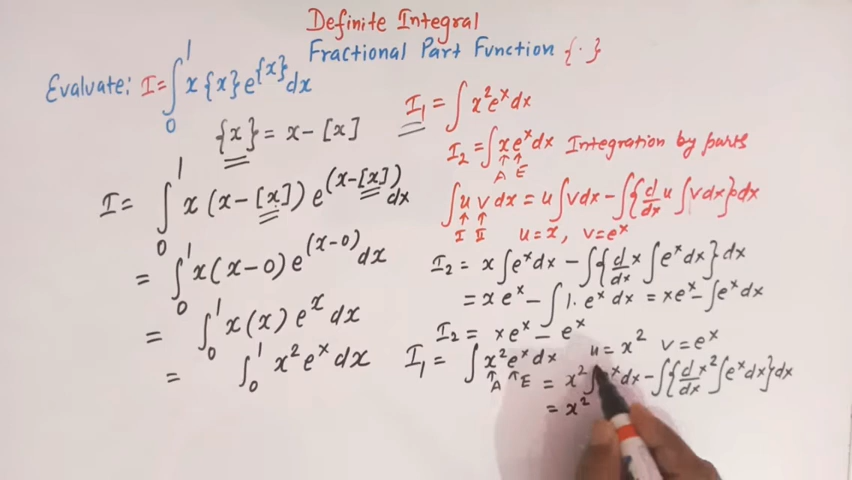 Definite Integral
Fractional Part Function {·}
Evaluate: I = ∫₀¹ x {x} e^{x} dx
{x} = x - [x]
I = ∫₀¹ x (x - [x]) e^(x-[x]) dx
= ∫₀¹ x(x-0) e^(x-0) dx
= ∫₀¹ x(x) e^x dx
= ∫₀¹ x² e^x dx
I₁ = ∫ x² e^x dx
I₂ = ∫ x e^x dx Integration by parts
↑ ↑
A E
∫ u v dx = u ∫ v dx - ∫ { d/dx u ∫ v dx } dx
↑ ↑
I II u = x, v = e^x
I₂ = x ∫ e^x dx - ∫ { d/dx x ∫ e^x dx } dx
= x e^x - ∫ 1. e^x dx = x e^x - ∫ e^x dx
I₂ = x e^x - e^x
I₁ = ∫ x² e^x dx u = x² v = e^x
↑ ↑
A E = x² ∫ e^x dx - ∫ { d/dx x² ∫ e^x dx } dx
= x²